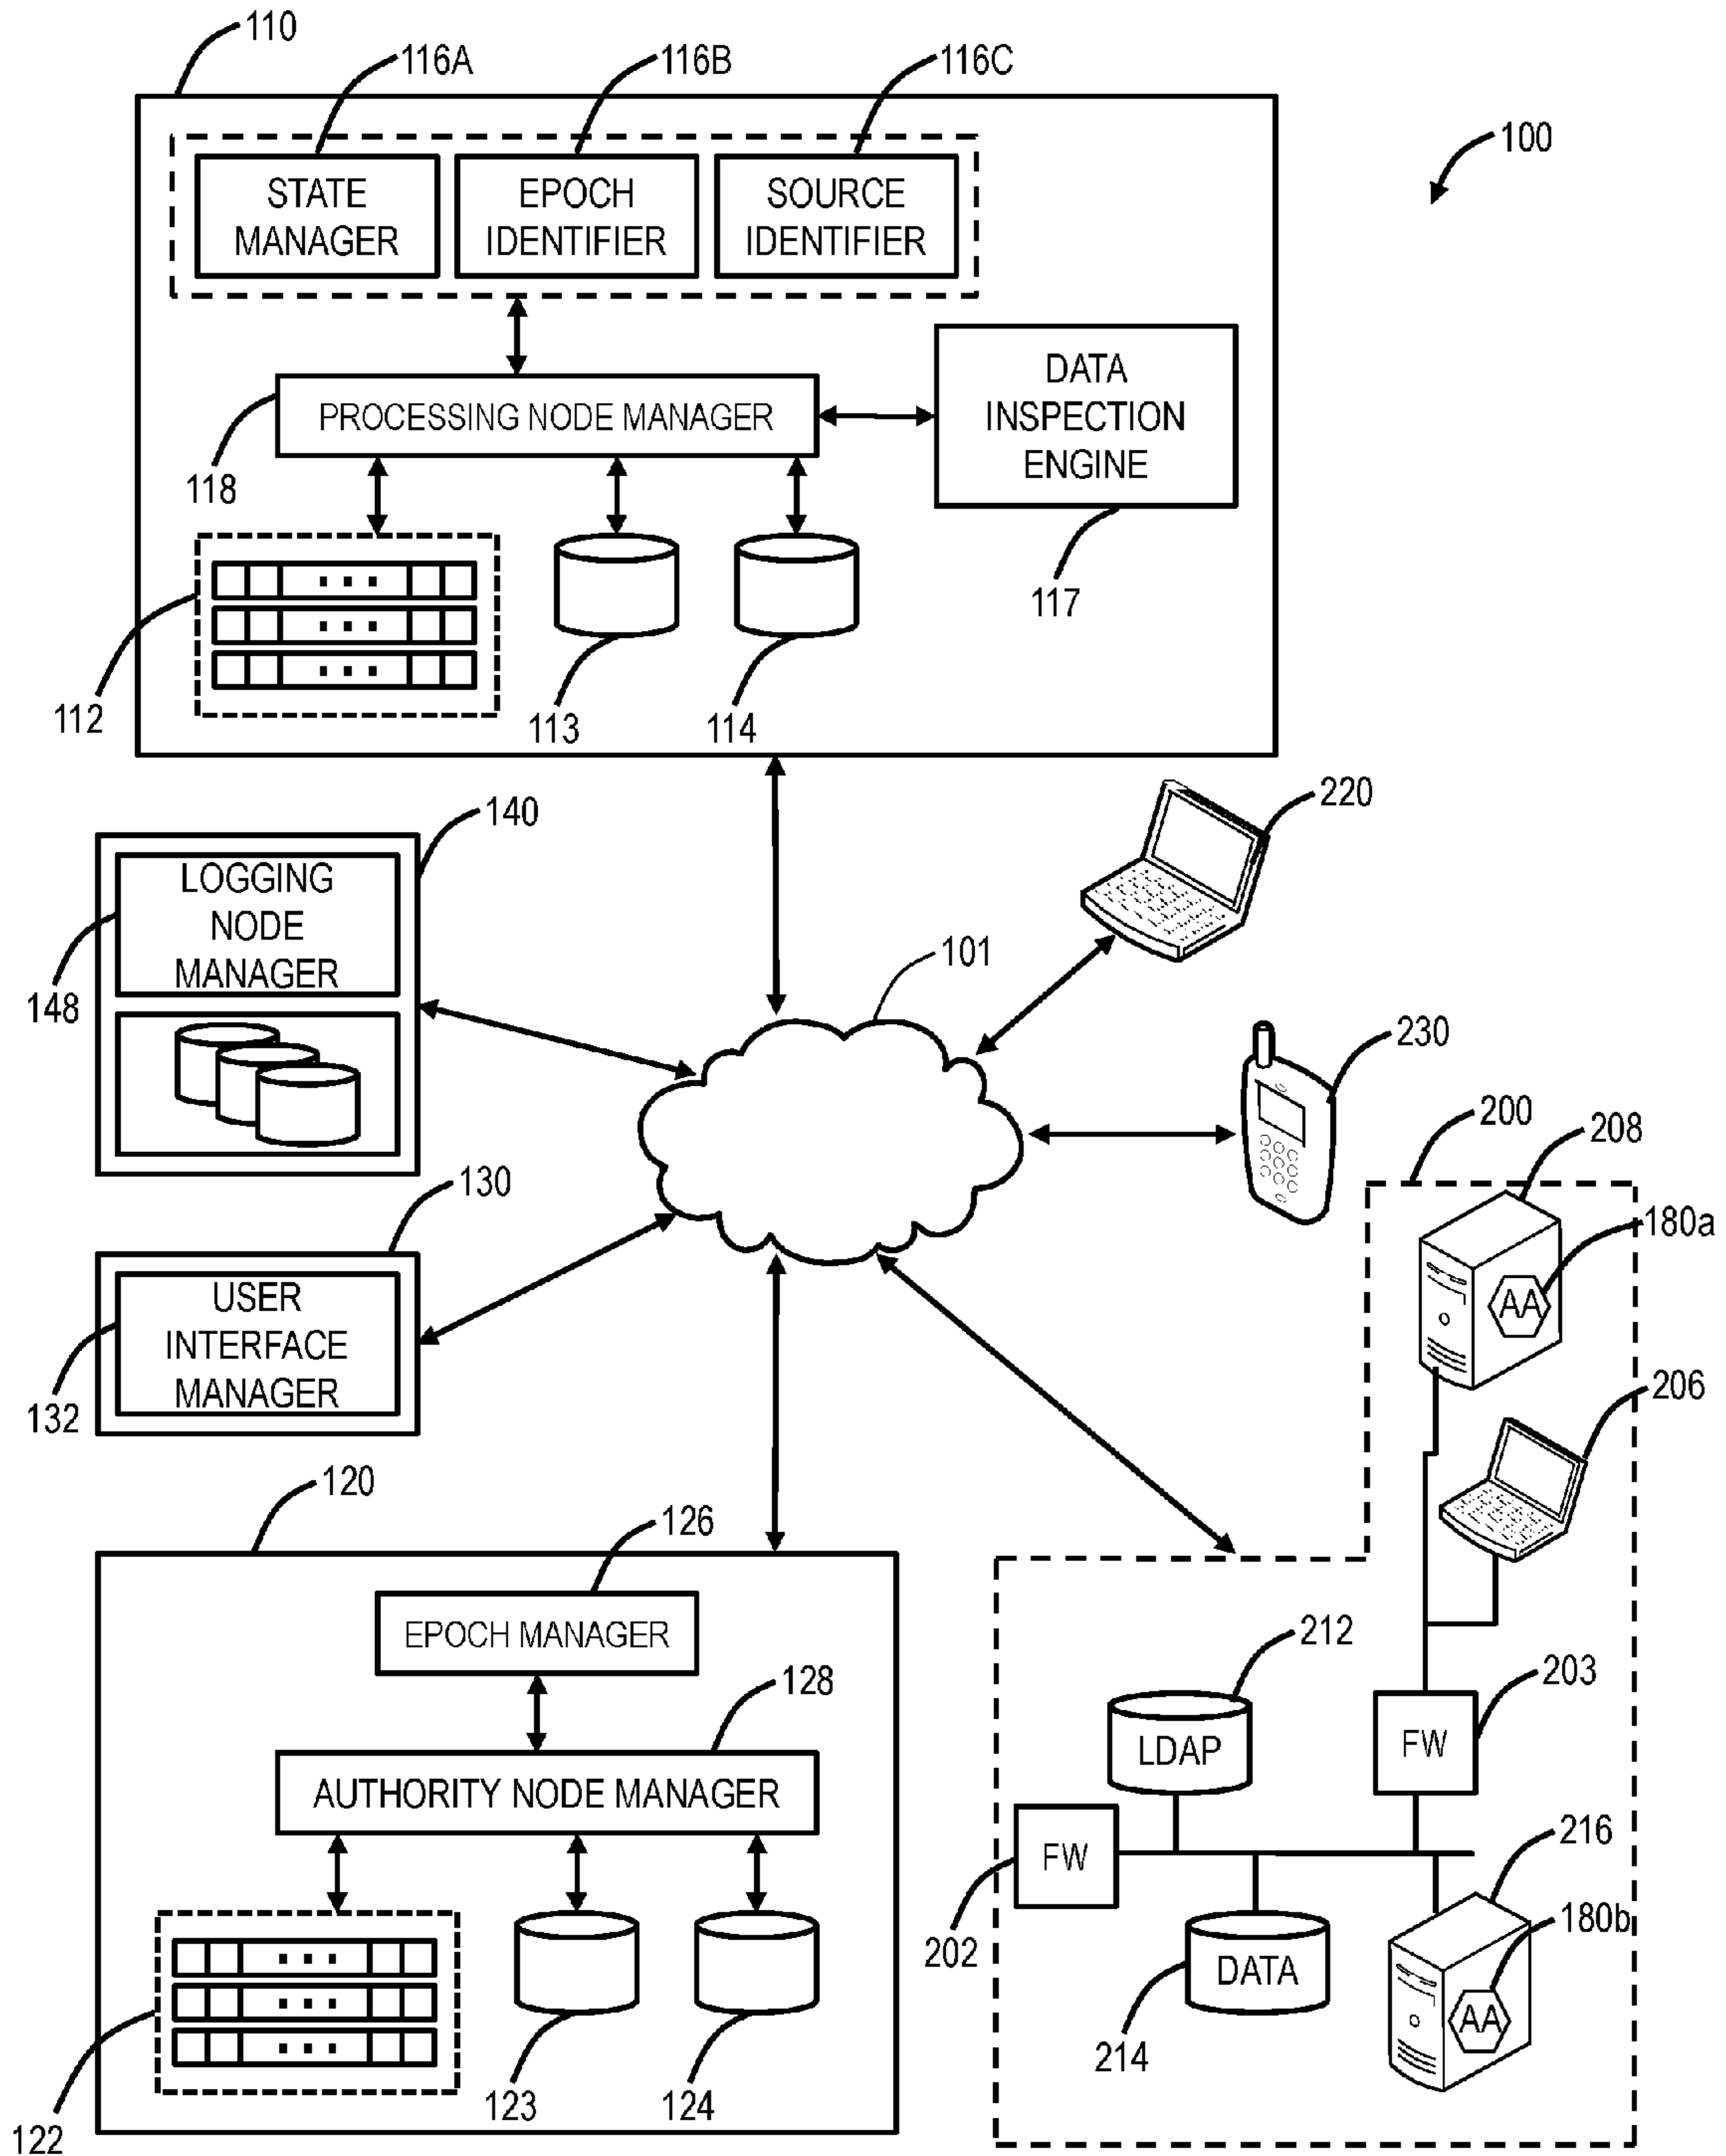 110
116A
116B
116C
100
STATE
MANAGER
EPOCH
IDENTIFIER
SOURCE
IDENTIFIER
PROCESSING NODE MANAGER
DATA
INSPECTION
ENGINE
118
117
112
113
114
140
220
LOGGING
NODE
MANAGER
148
101
230
200
208
180a
AA
130
USER
INTERFACE
MANAGER
132
206
120
126
EPOCH MANAGER
128
AUTHORITY NODE MANAGER
212
LDAP
203
FW
FW
202
216
180b
AA
DATA
214
122
123
124